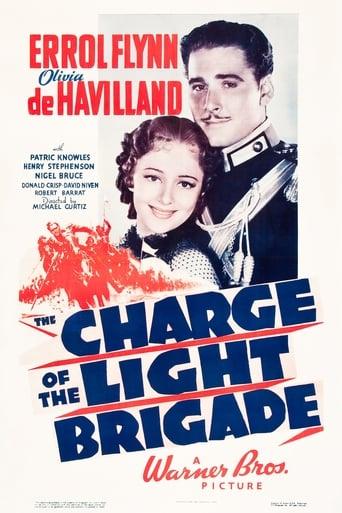 ERROL FLYNN
Olivia
de HAVILLAND
with
PATRIC KNOWLES
HENRY STEPHENSON
NIGEL BRUCE
DONALD CRISP·DAVID NIVEN
ROBERT BARRAT
Directed by
MICHAEL CURTIZ
THE CHARGE
OF THE LIGHT
BRIGADE
A
Warner Bros.
PICTURE